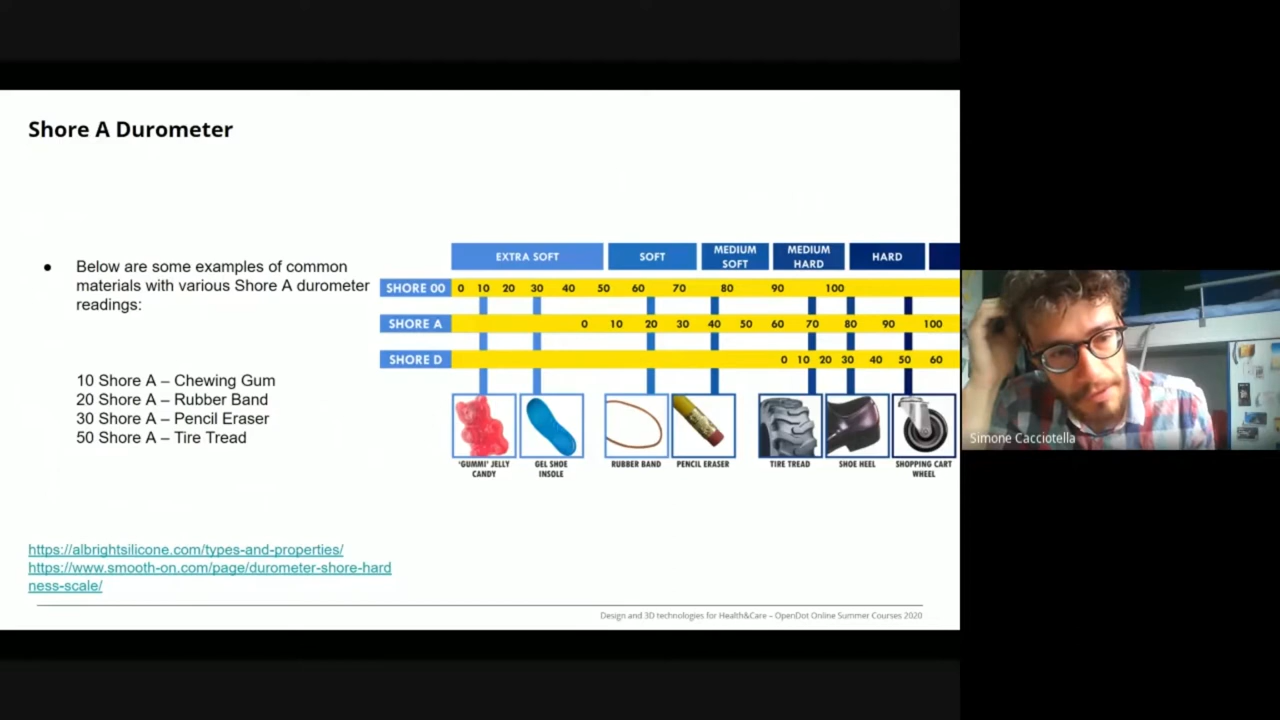 Shore A Durometer
● Below are some examples of common
materials with various Shore A durometer
readings:
10 Shore A – Chewing Gum
20 Shore A – Rubber Band
30 Shore A – Pencil Eraser
50 Shore A – Tire Tread
EXTRA SOFT SOFT MEDIUM SOFT MEDIUM HARD HARD
SHORE 00 0 10 20 30 40 50 60 70 80 90 100
SHORE A 0 10 20 30 40 50 60 70 80 90 100
SHORE D 0 10 20 30 40 50 60
'GUMMI' JELLY CANDY
GEL SHOE INSOLE
RUBBER BAND
PENCIL ERASER
TIRE TREAD
SHOE HEEL
SHOPPING CART WHEEL
https://albrightsilicone.com/types-and-properties/
https://www.smooth-on.com/page/durometer-shore-hard
ness-scale/
Design and 3D technologies for Health&Care – OpenDot Online Summer Courses 2020
Simone Cacciotella